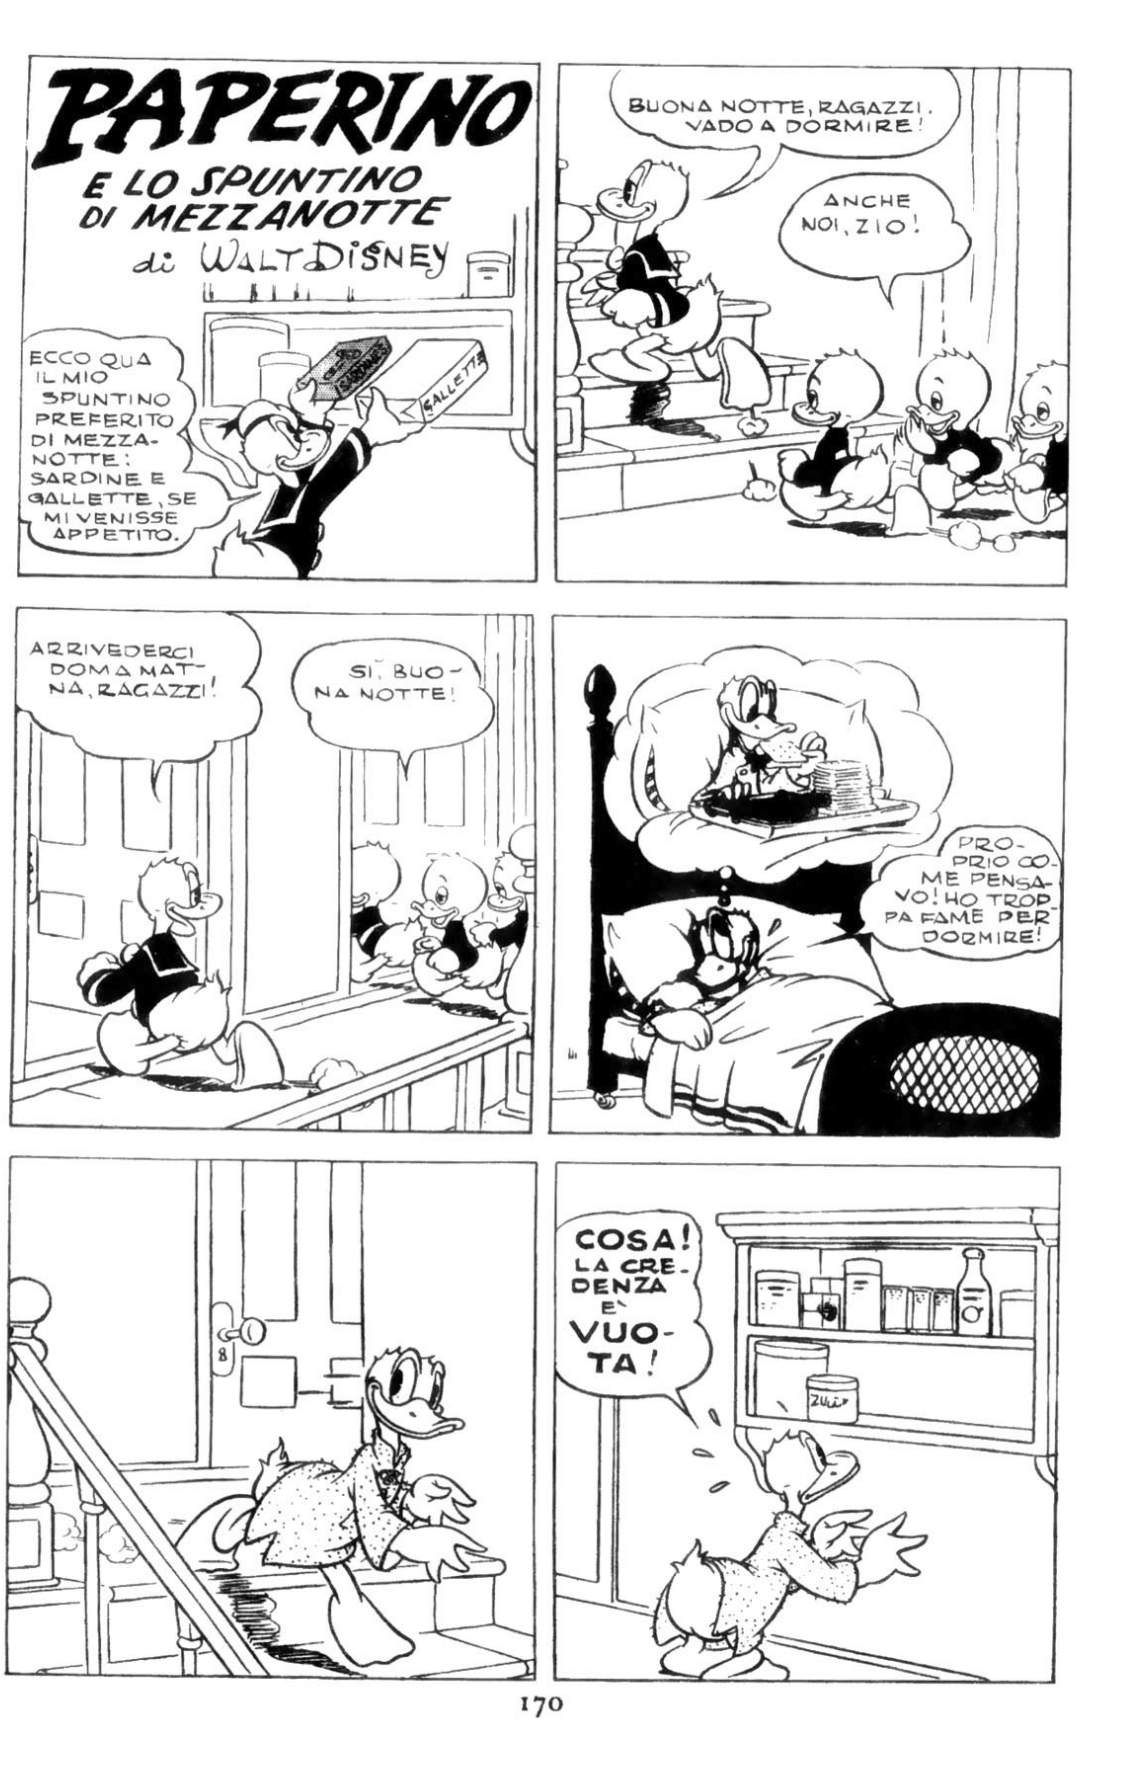 PAPERINO
E LO SPUNTINO
DI MEZZANOTTE
di WALT DISNEY
ECCO QUA
IL MIO
SPUNTINO
PREFERITO
DI MEZZA-
NOTTE:
SARDINE E
GALLETTE, SE
MI VENISSE
APPETITO.
SARDINES
GALLETTE
BUONA NOTTE, RAGAZZI.
VADO A DORMIRE!
ANCHE
NOI, ZIO!
ARRIVEDERCI
DOMA MAT-
NA, RAGAZZI!
SÌ, BUO-
NA NOTTE!
PRO-
PRIO CO-
ME PENSA-
VO! HO TROP-
PA FAME PER
DORMIRE!
COSA!
LA CRE-
DENZA
E'
VUO-
TA!
170